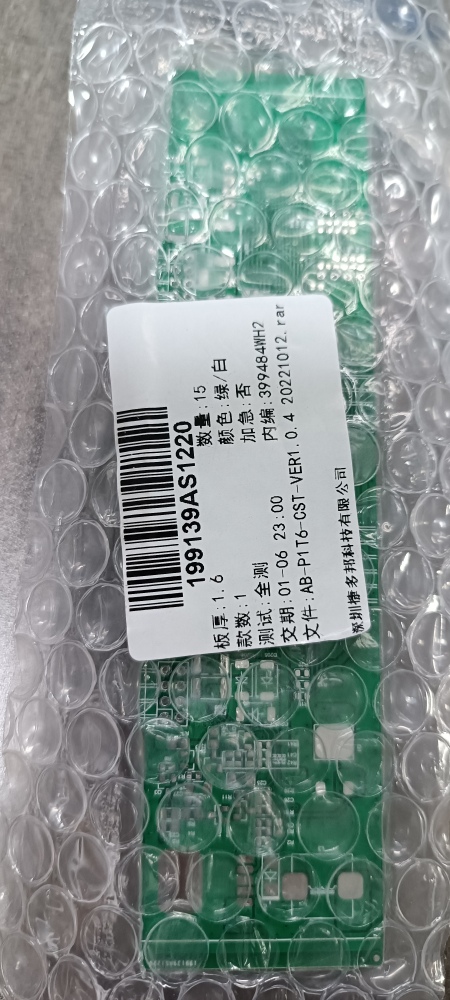 199139AS1220
板厚:1.6 数量:15
款数:1 颜色:绿/白
测试:全测 加急:否
交期:01-06 23:00 内编:399484WH2
文件:AB-P1T6-CST-VER1.0.4 20221012.rar
深圳捷多邦科技有限公司